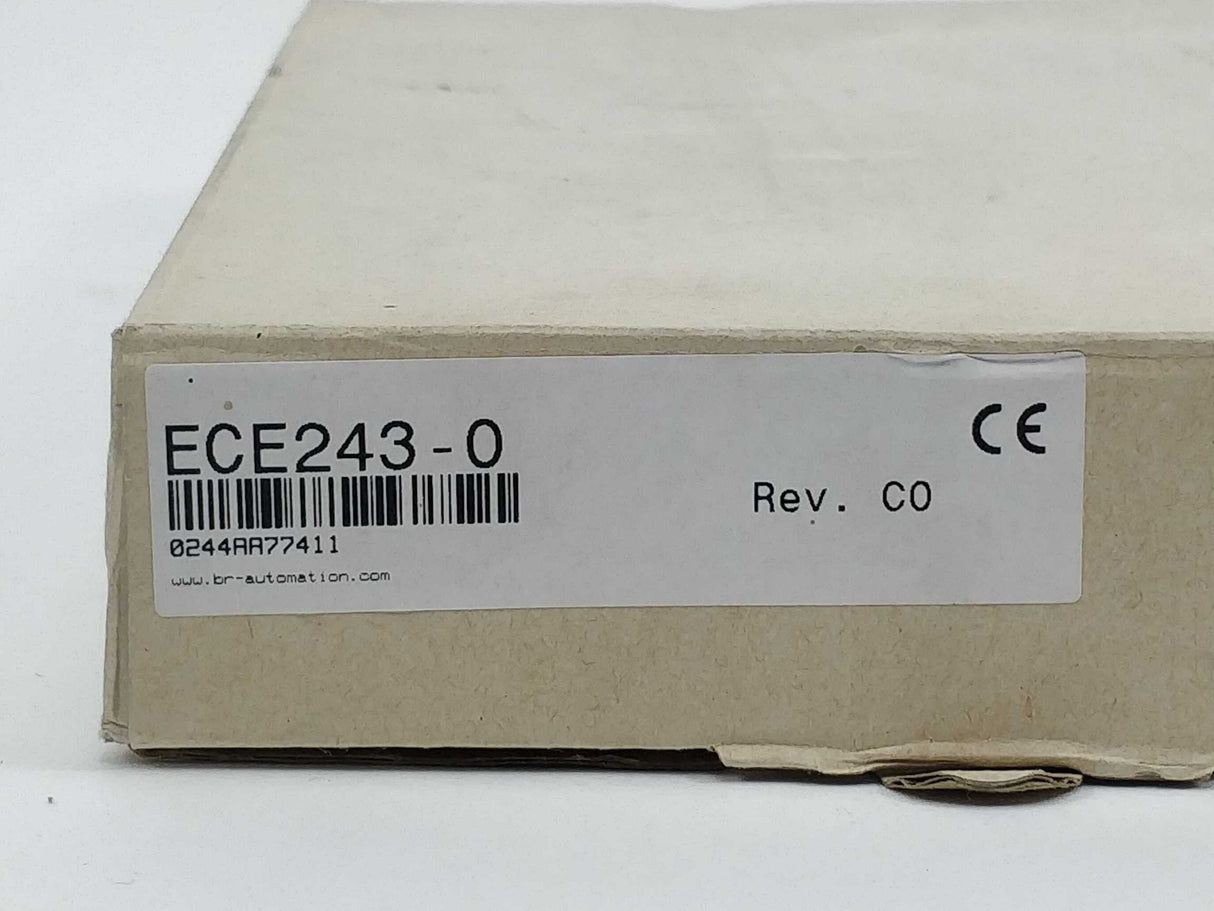 ECE243-0
CE
Rev. C0
0244AA77411
www.br-automation.com